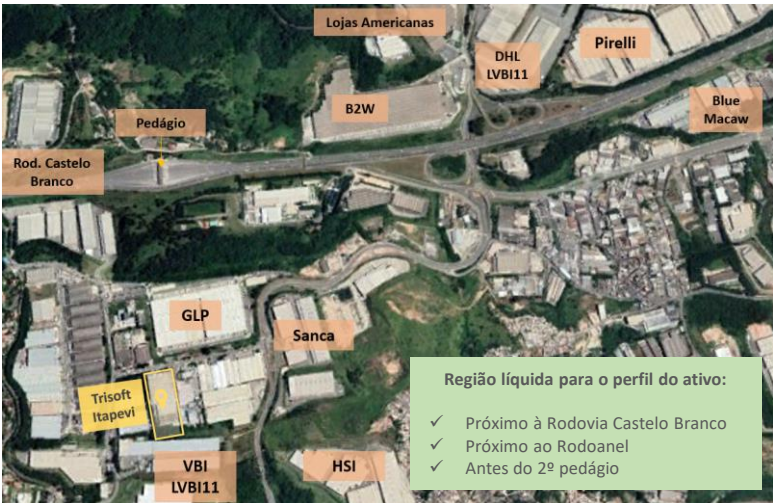 Lojas Americanas
DHL
LVBI11
Pirelli
B2W
Blue
Macaw
Pedágio
Rod. Castelo
Branco
GLP
Sanca
Trisoft
Itapevi
VBI
LVBI11
HSI
Região líquida para o perfil do ativo:
✓ Próximo à Rodovia Castelo Branco
✓ Próximo ao Rodoanel
✓ Antes do 2º pedágio